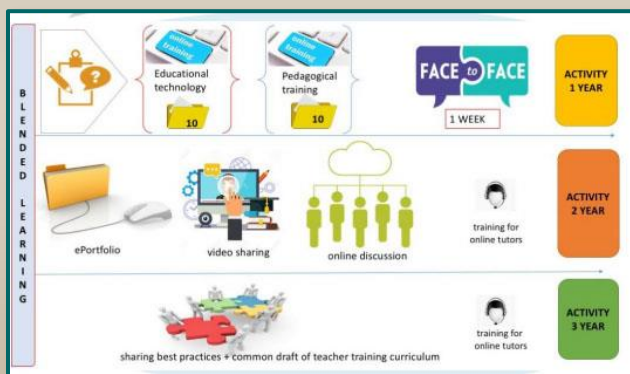 BLENDED LEARNING
online
training
Educational
technology
10
online
training
Pedagogical
training
10
FACE to FACE
1 WEEK
ACTIVITY
1 YEAR
ePortfolio
video sharing
online discussion
training for
online tutors
ACTIVITY
2 YEAR
sharing best practices + common draft of teacher training curriculum
training for
online tutors
ACTIVITY
3 YEAR